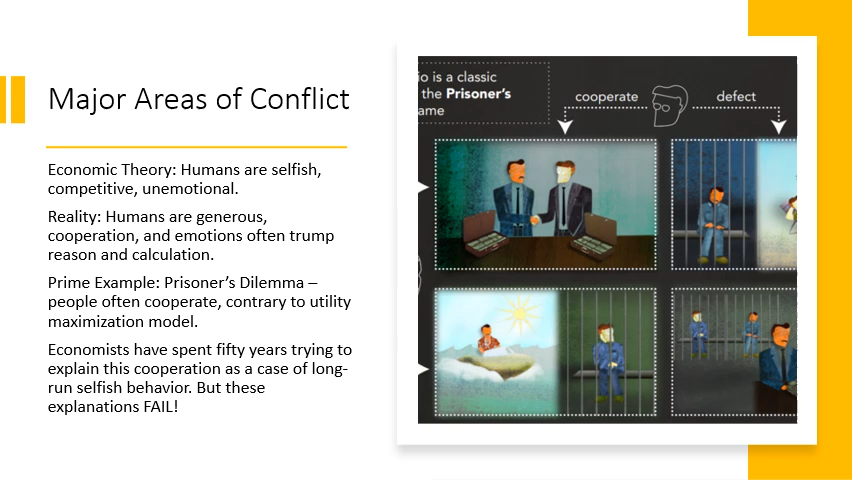 Major Areas of Conflict
Economic Theory: Humans are selfish,
competitive, unemotional.
Reality: Humans are generous,
cooperation, and emotions often trump
reason and calculation.
Prime Example: Prisoner's Dilemma –
people often cooperate, contrary to utility
maximization model.
Economists have spent fifty years trying to
explain this cooperation as a case of long-
run selfish behavior. But these
explanations FAIL!
io is a classic
the Prisoner's
ame
cooperate
defect